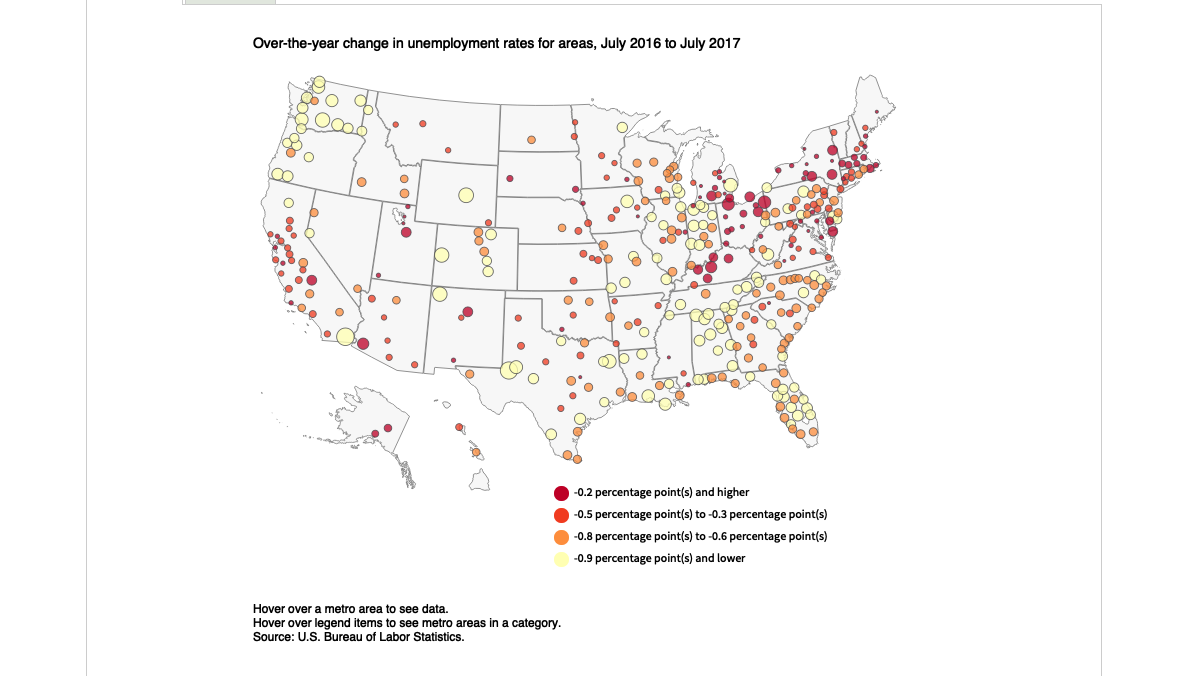 Over-the-year change in unemployment rates for areas, July 2016 to July 2017
-0.2 percentage point(s) and higher
-0.5 percentage point(s) to -0.3 percentage point(s)
-0.8 percentage point(s) to -0.6 percentage point(s)
-0.9 percentage point(s) and lower
Hover over a metro area to see data.
Hover over legend items to see metro areas in a category.
Source: U.S. Bureau of Labor Statistics.